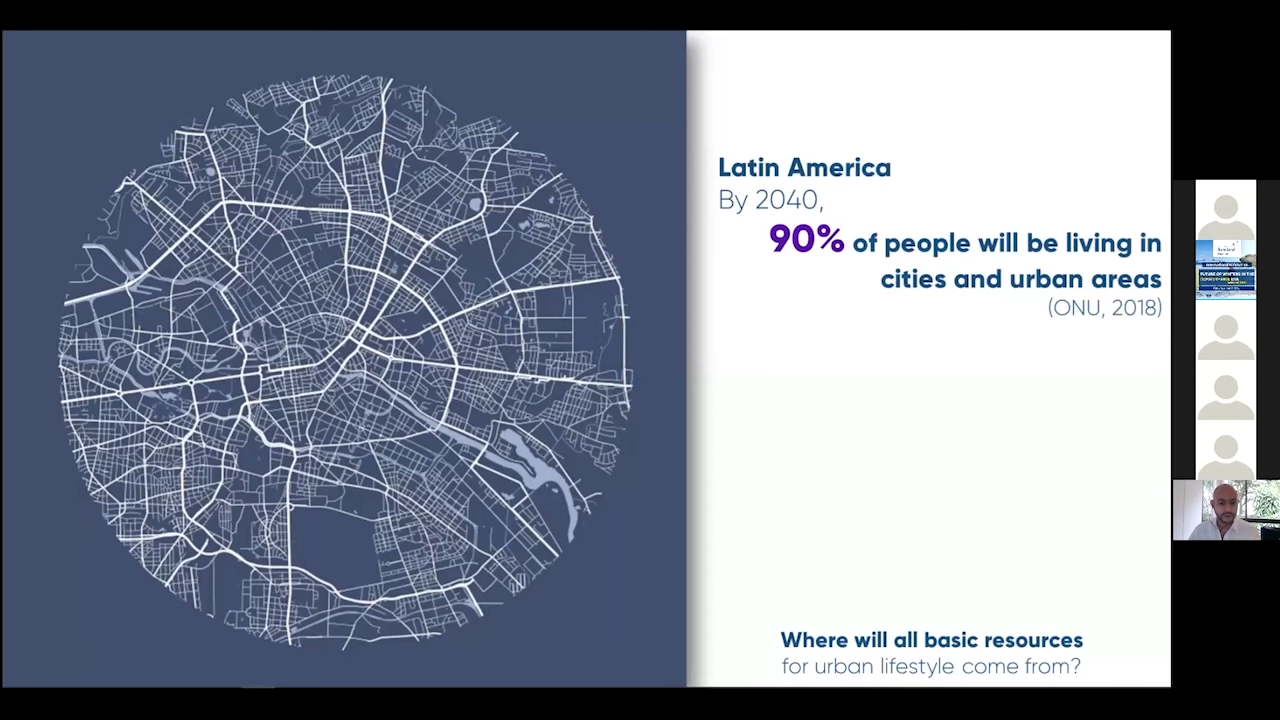 Latin America
By 2040,
90% of people will be living in
cities and urban areas
(ONU, 2018)
Where will all basic resources
for urban lifestyle come from?